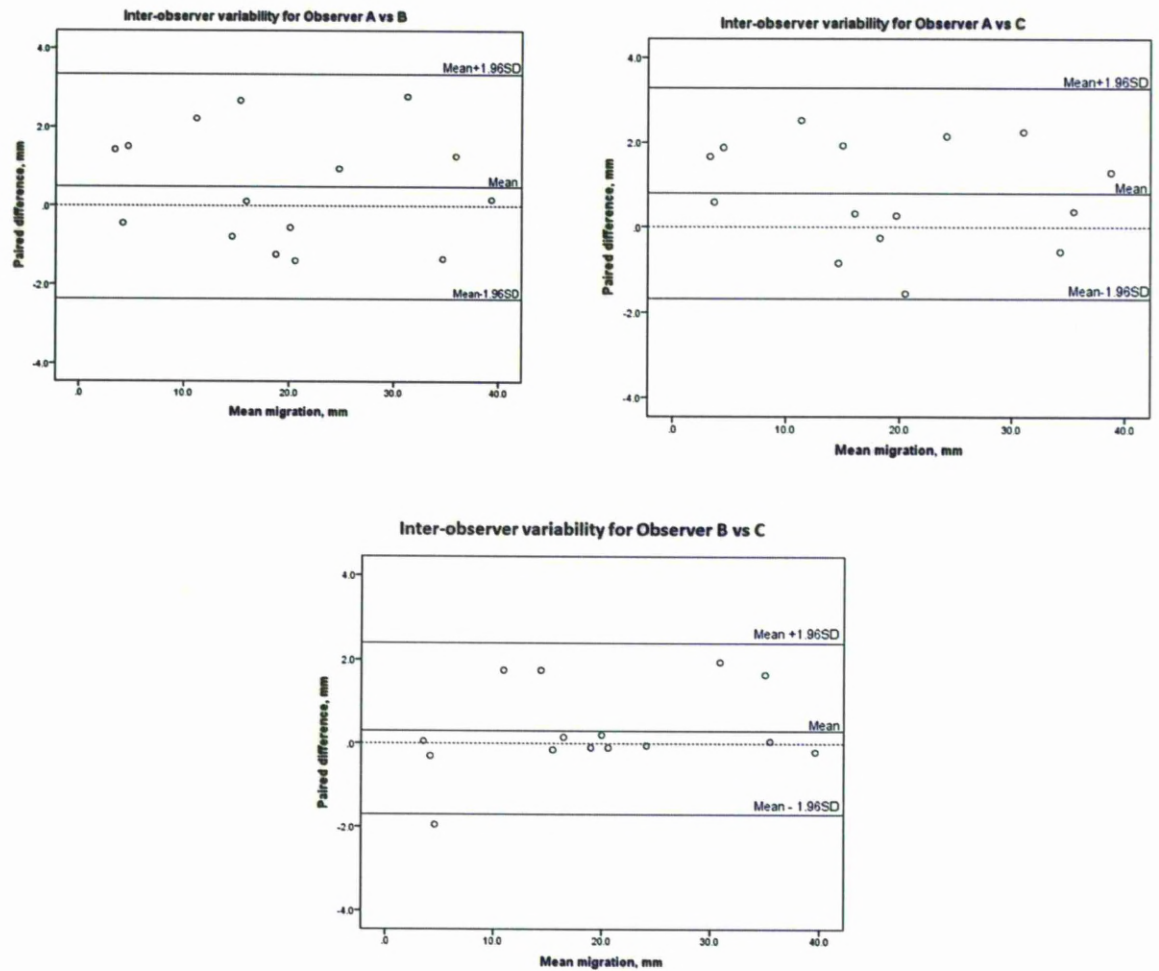 Inter-observer variability for Observer A vs B
4.0
Mean+1.96SD
2.0
Mean
.0
-2.0
Mean-1.96SD
-4.0
.0 10.0 20.0 30.0 40.0
Paired difference, mm
Mean migration, mm
Inter-observer variability for Observer A vs C
4.0
Mean+1.96SD
2.0
Mean
.0
Mean-1.96SD
-2.0
-4.0
.0 10.0 20.0 30.0 40.0
Paired difference, mm
Mean migration, mm
Inter-observer variability for Observer B vs C
4.0
Mean +1.96SD
2.0
Mean
.0
Mean - 1.96SD
-2.0
-4.0
.0 10.0 20.0 30.0 40.0
Paired difference, mm
Mean migration, mm